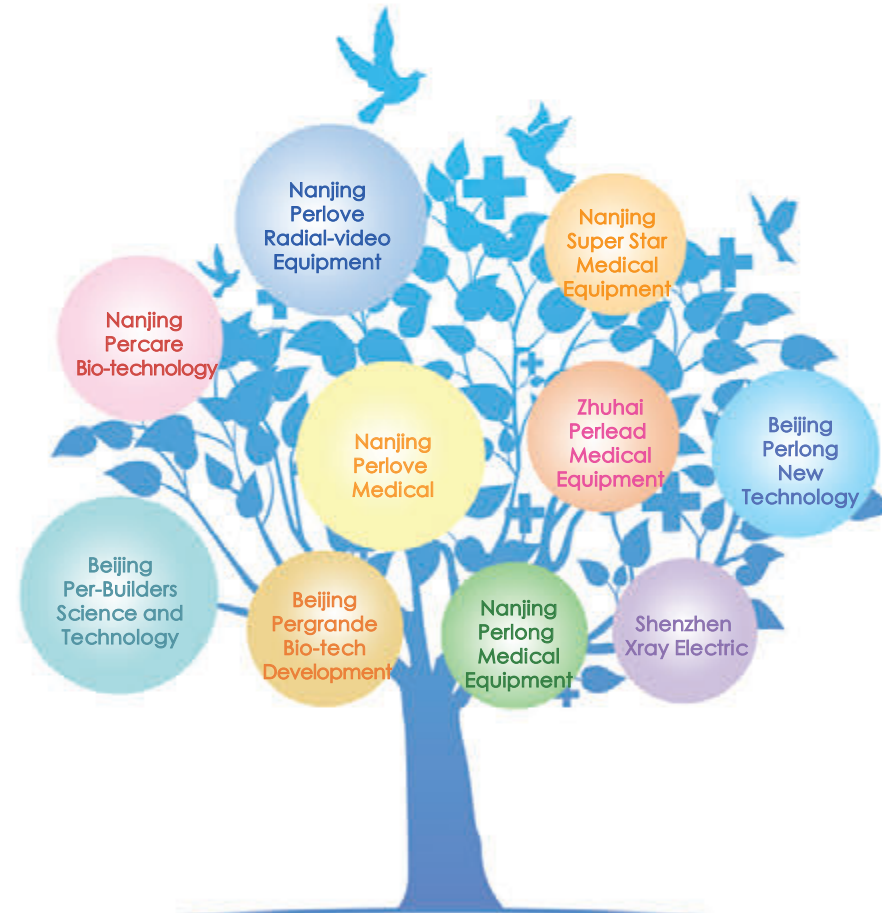 Nanjing
Perlove
Radial-video
Equipment
Nanjing
Super Star
Medical
Equipment
Nanjing
Percare
Bio-technology
Nanjing
Perlove
Medical
Zhuhai
Perlead
Medical
Equipment
Beijing
Perlong
New
Technology
Beijing
Per-Builders
Science and
Technology
Beijing
Pergrande
Bio-tech
Development
Nanjing
Perlong
Medical
Equipment
Shenzhen
Xray Electric